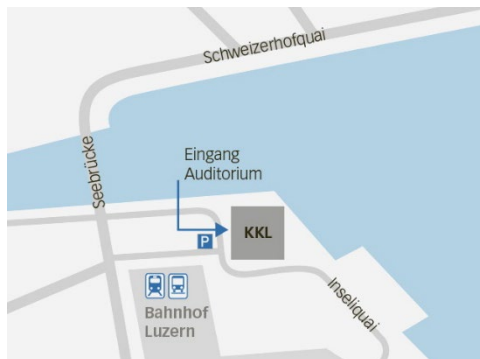 Schweizerhofquai
Seebrücke
Eingang
Auditorium
KKL
P
Inseliquai
Bahnhof
Luzern